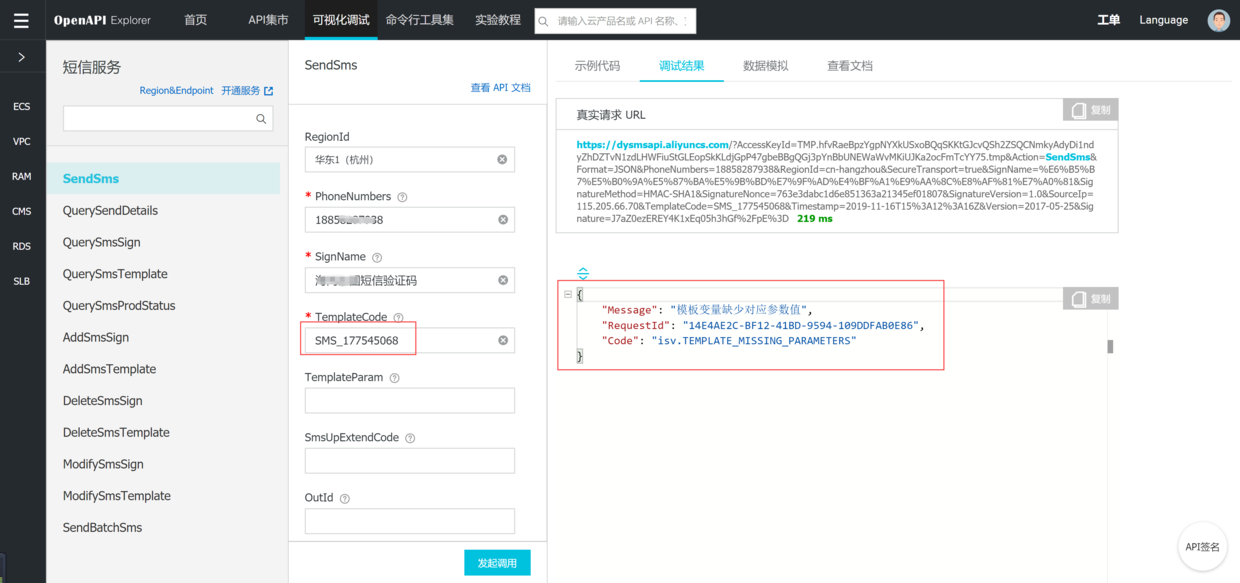 OpenAPI Explorer
首页
API集市
可视化调试
命令行工具集
实验教程
请输入云产品名或 API 名称、
工单
Language
ECS
VPC
RAM
CMS
RDS
SLB
短信服务
Region&Endpoint 开通服务
SendSms
QuerySendDetails
QuerySmsSign
QuerySmsTemplate
QuerySmsProdStatus
AddSmsSign
AddSmsTemplate
DeleteSmsSign
DeleteSmsTemplate
ModifySmsSign
ModifySmsTemplate
SendBatchSms
SendSms
查看 API 文档
RegionId
华东1（杭州）
* PhoneNumbers
* SignName
短信验证码
* TemplateCode
SMS_177545068
TemplateParam
SmsUpExtendCode
OutId
发起调用
示例代码
调试结果
数据模拟
查看文档
真实请求 URL
复制
https://dysmsapi.aliyuncs.com/?AccessKeyId=TMP.hfvRaeBpzYgpNYXkUSxoBQqSKKtGJcvQSh2ZSQCNmkyAdyDi1nd
yZhDZTvN1zdLHWFiuStGLEopSkKLdjGpP47gbeBBgQGj3pYnBbUNEWaWvMKiUJKa2ocFmTcYY75.tmp&Action=SendSms&
Format=JSON&PhoneNumbers=18858287938&RegionId=cn-hangzhou&SecureTransport=true&SignName=%E6%B5%B
7%E5%B0%9A%E5%87%BA%E5%9B%BD%E7%9F%AD%E4%BF%A1%E9%AA%8C%E8%AF%81%E7%A0%81&Sig
natureMethod=HMAC-SHA1&SignatureNonce=763e3dabc1d6e851363a21345ef01807&SignatureVersion=1.0&SourceIp=
115.205.66.70&TemplateCode=SMS_177545068&Timestamp=2019-11-16T15%3A12%3A16Z&Version=2017-05-25&Sig
nature=J7aZ0ezEREY4K1xEq05h3hGf%2FpE%3D 219 ms
复制
{
"Message": "模板变量缺少对应参数值",
"RequestId": "14E4AE2C-BF12-41BD-9594-109DDFAB0E86",
"Code": "isv.TEMPLATE_MISSING_PARAMETERS"
}
API签名